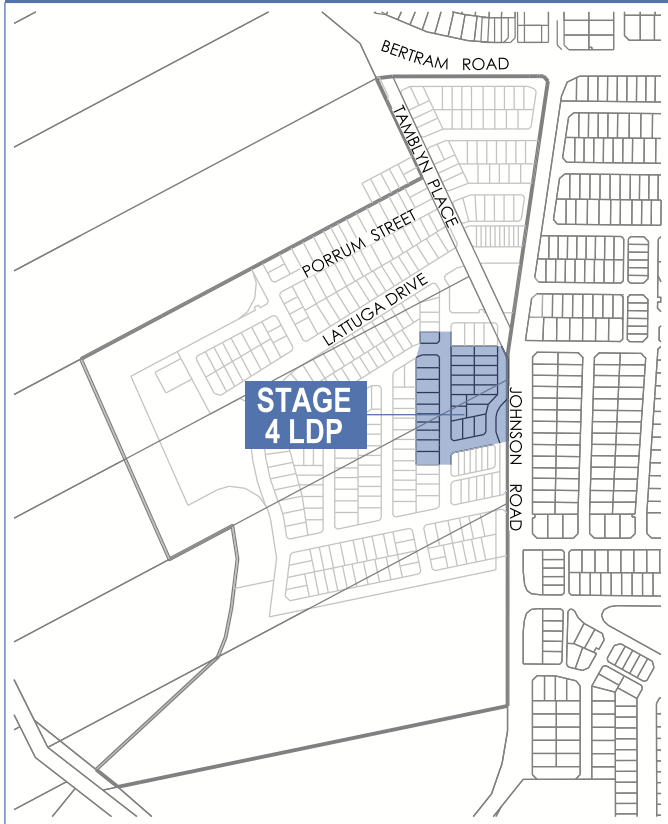 BERTRAM ROAD
TAMBLYN PLACE
PORRUM STREET
LATTUGA DRIVE
STAGE
4 LDP
JOHNSON ROAD